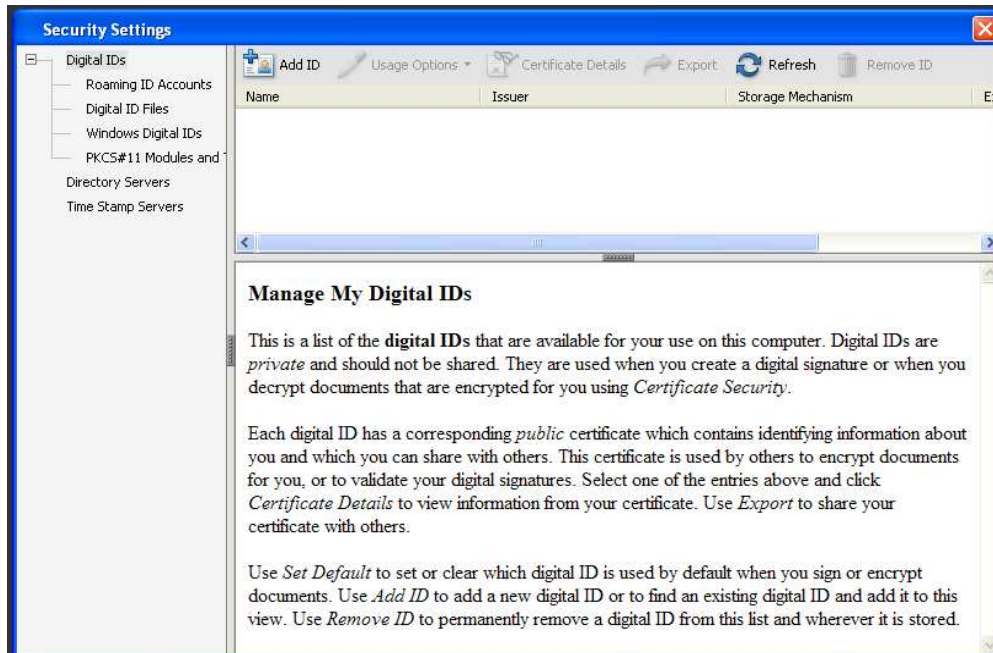 Security Settings
Digital IDs
Roaming ID Accounts
Digital ID Files
Windows Digital IDs
PKCS#11 Modules and
Directory Servers
Time Stamp Servers
Add ID Usage Options Certificate Details Export Refresh Remove ID
Name Issuer Storage Mechanism
Manage My Digital IDs
This is a list of the digital IDs that are available for your use on this computer. Digital IDs are
private and should not be shared. They are used when you create a digital signature or when you
decrypt documents that are encrypted for you using Certificate Security.
Each digital ID has a corresponding public certificate which contains identifying information about
you and which you can share with others. This certificate is used by others to encrypt documents
for you, or to validate your digital signatures. Select one of the entries above and click
Certificate Details to view information from your certificate. Use Export to share your
certificate with others.
Use Set Default to set or clear which digital ID is used by default when you sign or encrypt
documents. Use Add ID to add a new digital ID or to find an existing digital ID and add it to this
view. Use Remove ID to permanently remove a digital ID from this list and wherever it is stored.